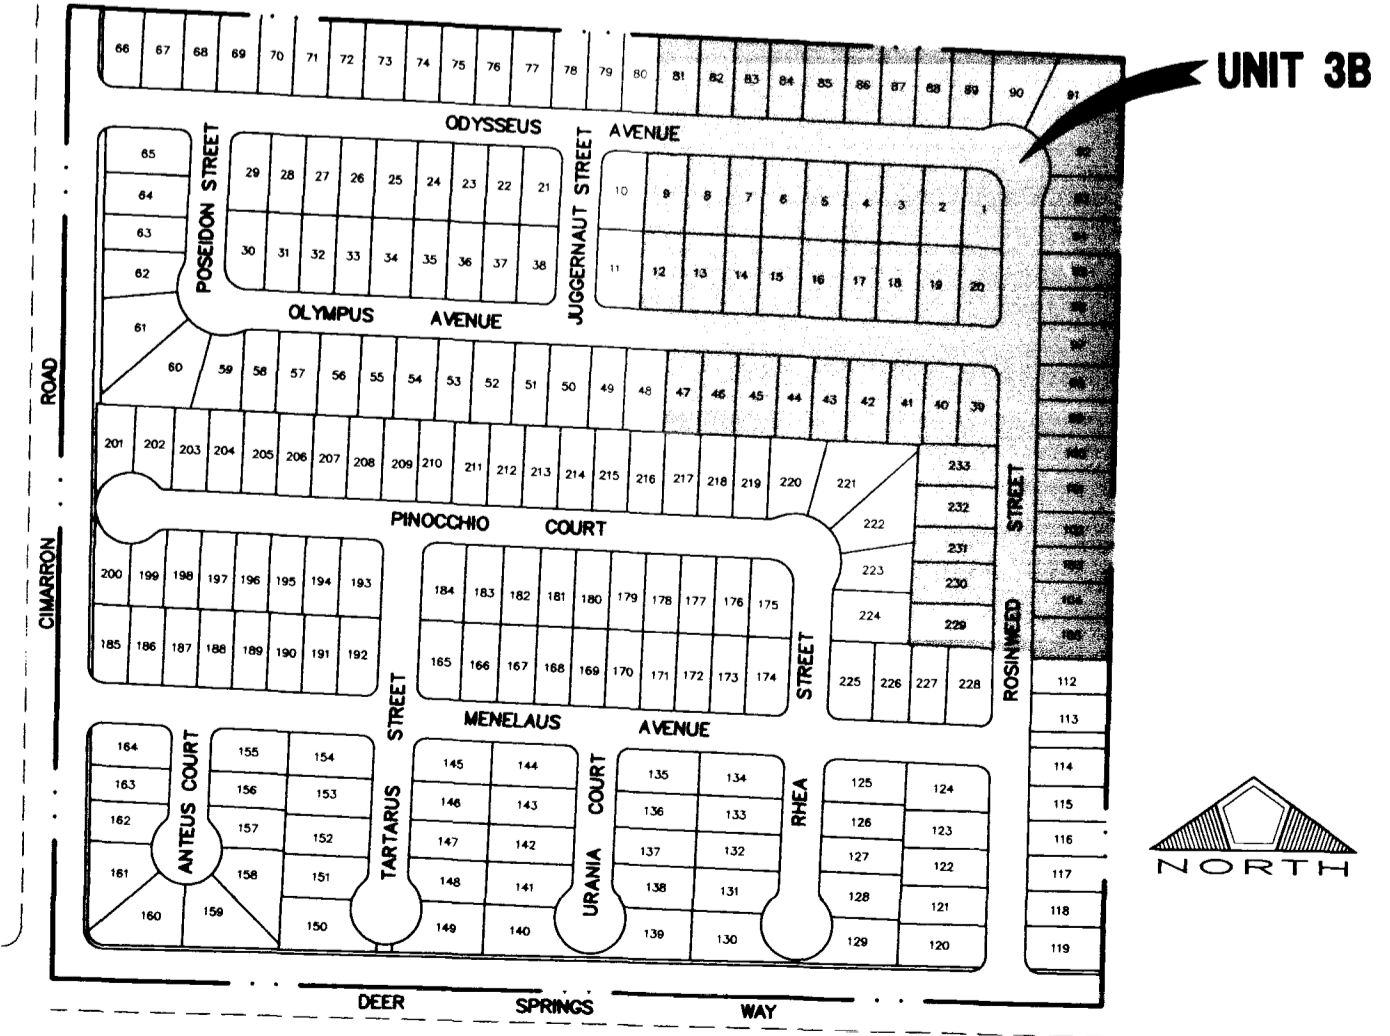 UNIT 3B
66 67 68 69 70 71 72 73 74 75 76 77 78 79 80 81 82 83 84 85 86 87 88 89 90 91
ODYSSEUS AVENUE
POSEIDON STREET
JUGGERNAUT STREET
65
64
63
62
61
60
29 28 27 26 25 24 23 22 21
30 31 32 33 34 35 36 37 38
10 9 8 7 6 5 4 3 2 1
11 12 13 14 15 16 17 18 19 20
OLYMPUS AVENUE
59 58 57 56 55 54 53 52 51 50 49 48 47 46 45 44 43 42 41 40 39
CIMARRON ROAD
201 202 203 204 205 206 207 208 209 210 211 212 213 214 215 216 217 218 219 220 221
222
223
224
233
232
231
230
229
PINOCCHIO COURT
ROSINWEED STREET
200 199 198 197 196 195 194 193
185 186 187 188 189 190 191 192
184 183 182 181 180 179 178 177 176 175
165 166 167 168 169 170 171 172 173 174
225 226 227 228
MENELAUS AVENUE
ANTEUS COURT
TARTARUS STREET
URANIA COURT
RHEA STREET
164
163
162
161
160
159
158
157
156
155
154
153
152
151
150
145
146
147
148
149
144
143
142
141
140
135
136
137
138
139
134
133
132
131
130
125
126
127
128
129
124
123
122
121
120
112
113
114
115
116
117
118
119
DEER SPRINGS WAY
NORTH